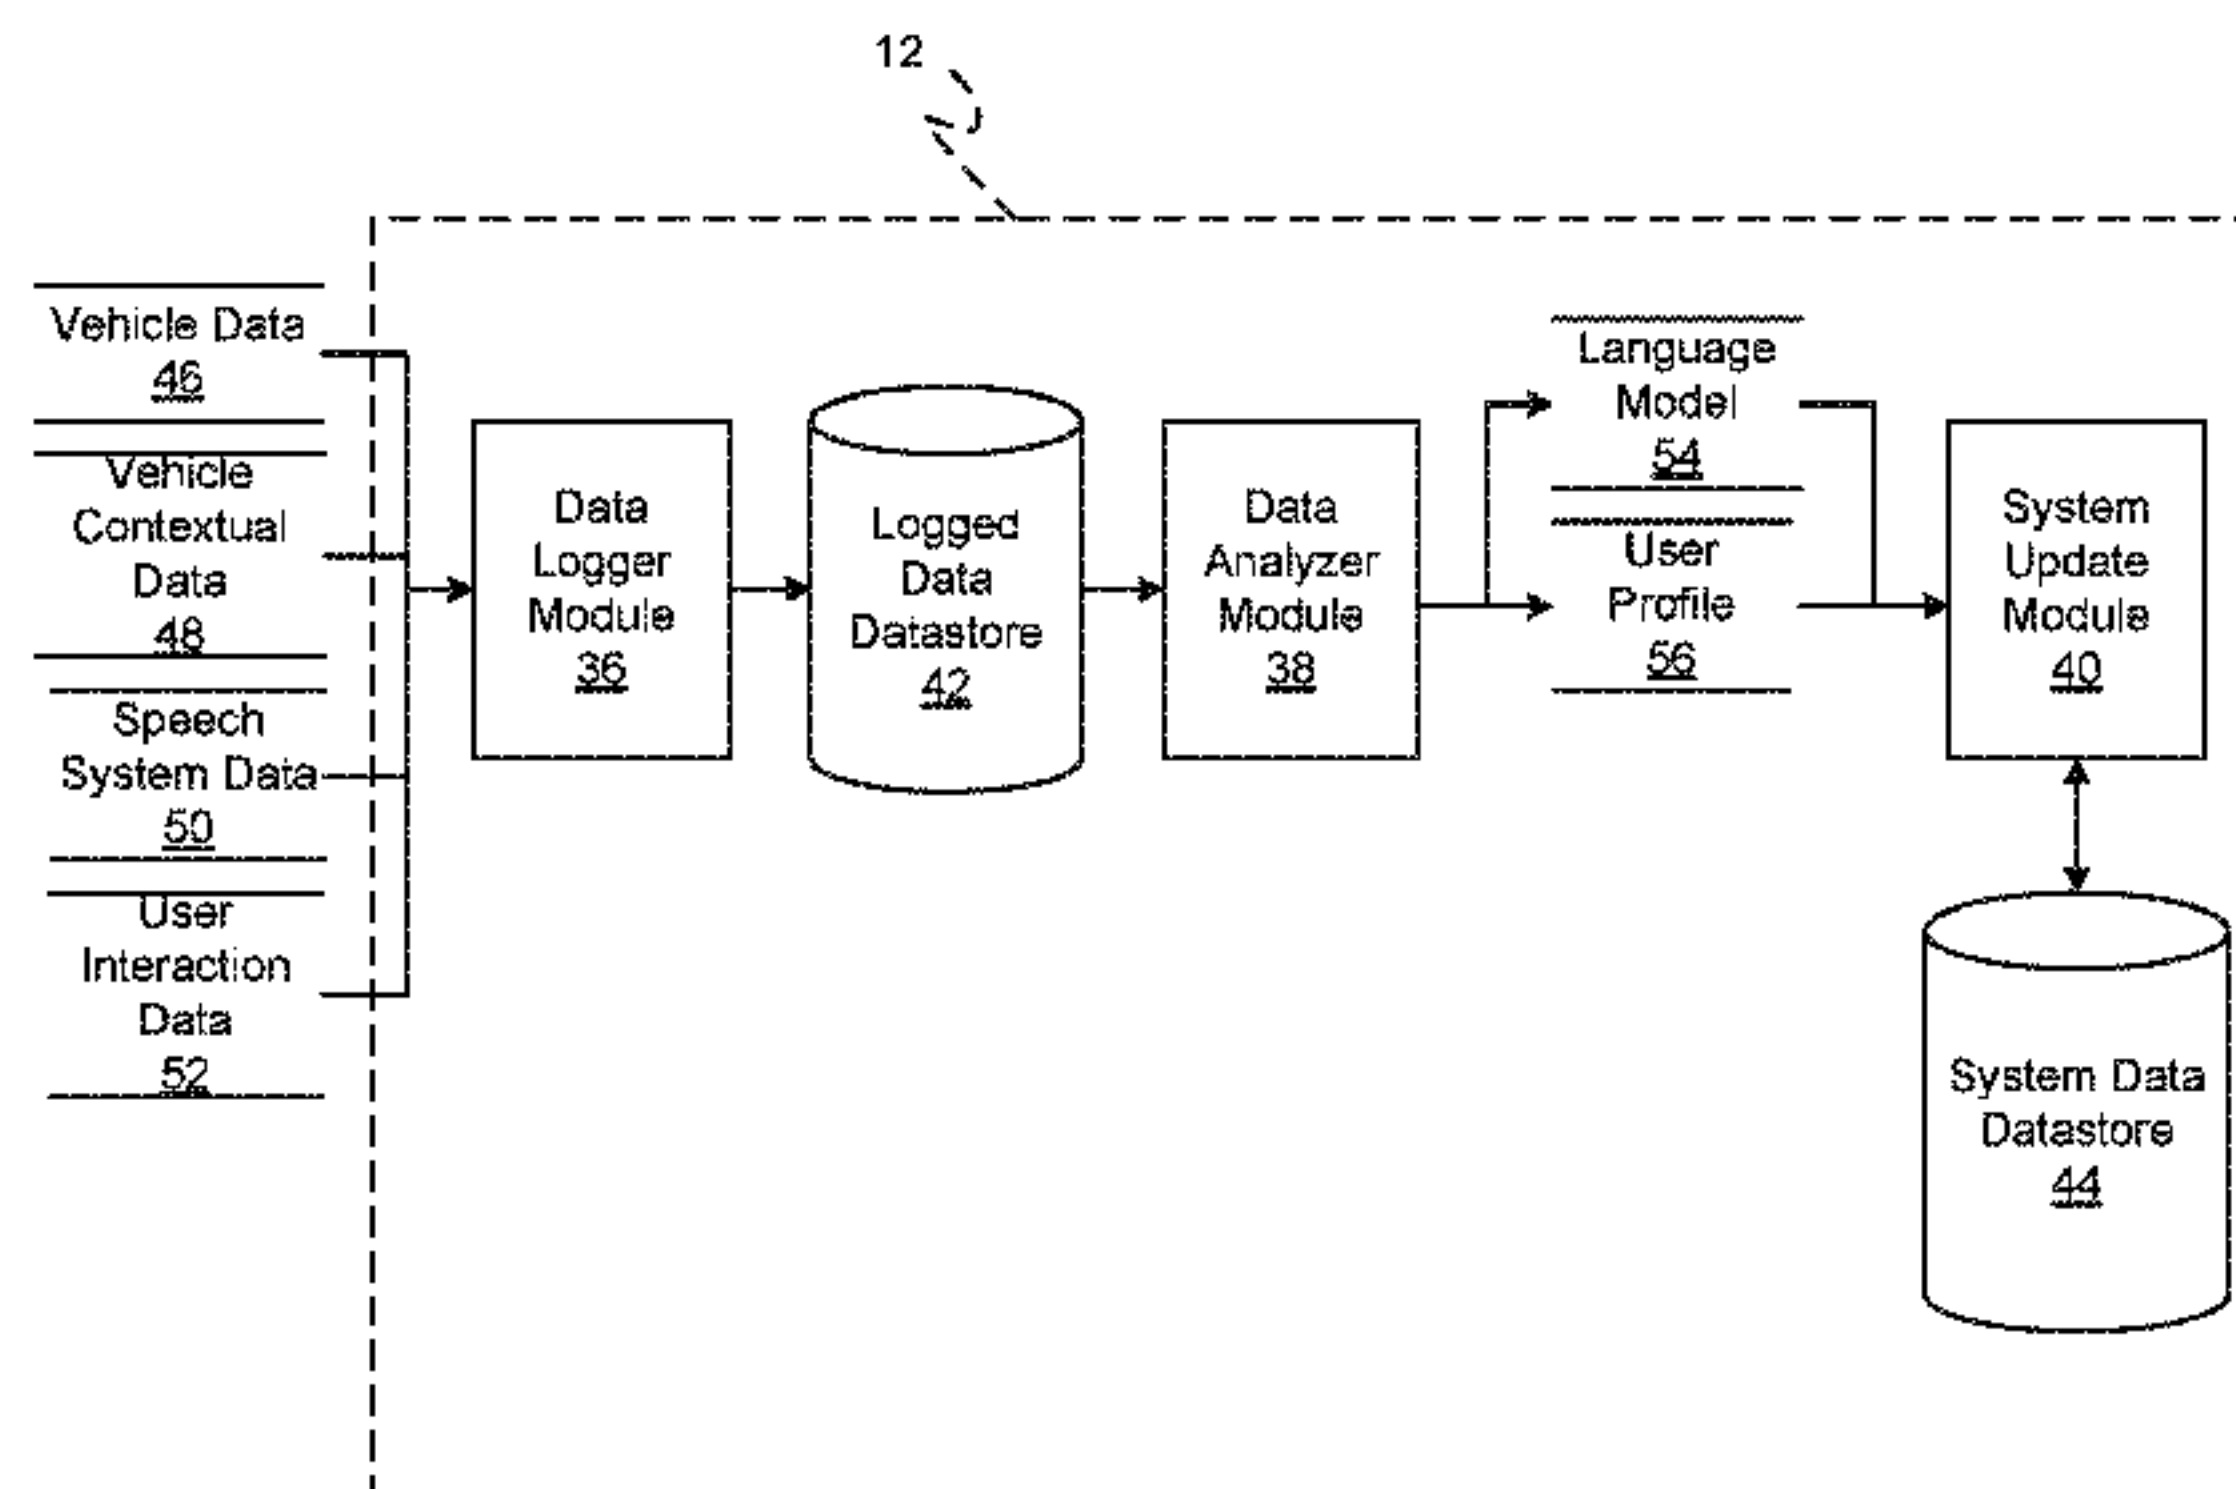 12
Vehicle Data
46
Vehicle
Contextual
Data
48
Speech
System Data
50
User
Interaction
Data
52
Data
Logger
Module
36
Logged
Data
Datastore
42
Data
Analyzer
Module
38
Language
Model
54
User
Profile
56
System
Update
Module
40
System Data
Datastore
44